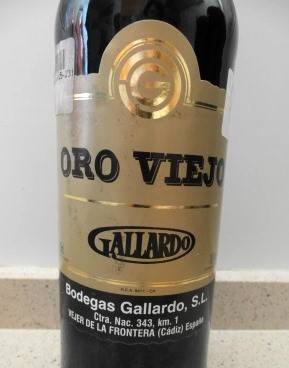 G
ORO VIEJO
GALLARDO
Bodegas Gallardo, S.L.
Ctra. Nac. 343, km. 1
VEJER DE LA FRONTERA (Cádiz) España